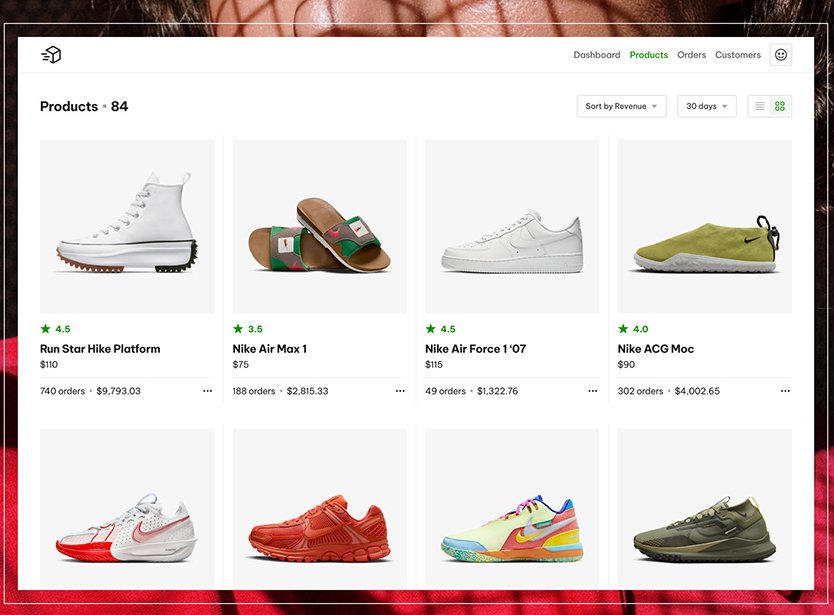 Dashboard Products Orders Customers
Products • 84
Sort by Revenue
30 days
4.5
Run Star Hike Platform
$110
740 orders • $9,793.03
3.5
Nike Air Max 1
$75
188 orders • $2,815.33
4.5
Nike Air Force 1 ‘07
$115
49 orders • $1,322.76
4.0
Nike ACG Moc
$90
302 orders • $4,002.65